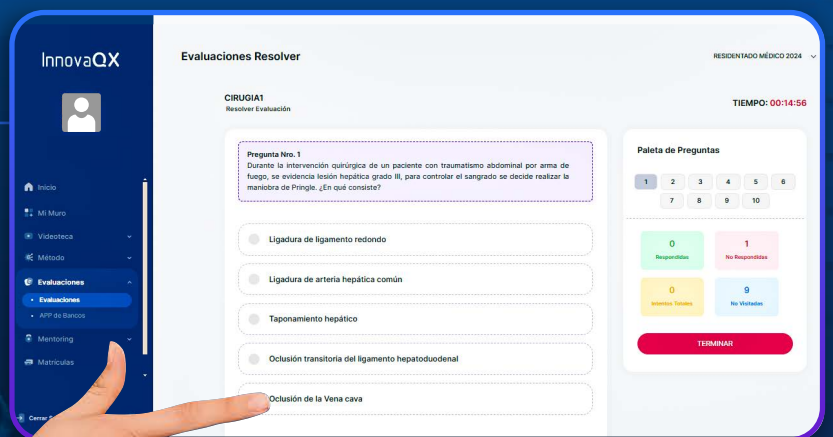 InnovaQX
Inicio
Mi Muro
Videoteca
Método
Evaluaciones
Evaluaciones
APP de Bancos
Mentoring
Matrículas
Cerrar
Evaluaciones Resolver
RESIDENTADO MÉDICO 2024
CIRUGIA1
Resolver Evaluación
TIEMPO: 00:14:56
Pregunta Nro. 1
Durante la intervención quirúrgica de un paciente con traumatismo abdominal por arma de
fuego, se evidencia lesión hepática grado III, para controlar el sangrado se decide realizar la
maniobra de Pringle. ¿En qué consiste?
Ligadura de ligamento redondo
Ligadura de arteria hepática común
Taponamiento hepático
Oclusión transitoria del ligamento hepatoduodenal
Oclusión de la Vena cava
Paleta de Preguntas
1 2 3 4 5 6
7 8 9 10
0 1
Respondidas No Respondidas
0 9
Intentos Totales No Visitadas
TERMINAR